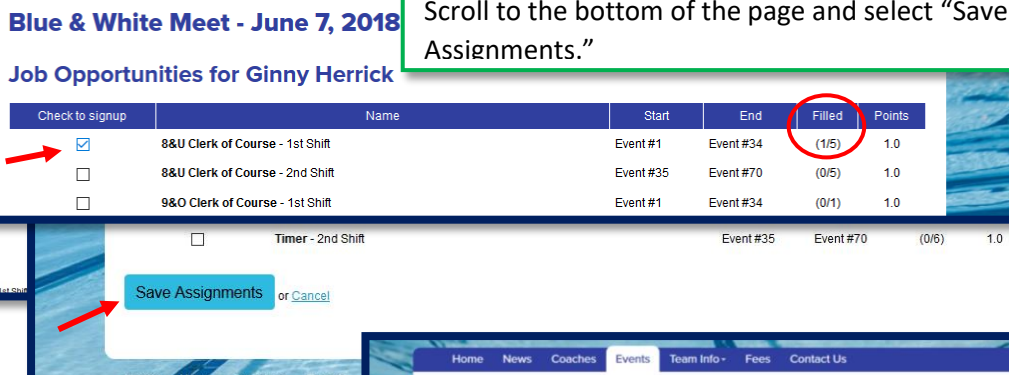 Blue & White Meet - June 7, 2018
Scroll to the bottom of the page and select “Save
Assignments.”
Job Opportunities for Ginny Herrick
Check to signup Name Start End Filled Points
8&U Clerk of Course - 1st Shift Event #1 Event #34 (1/5) 1.0
8&U Clerk of Course - 2nd Shift Event #35 Event #70 (0/5) 1.0
9&O Clerk of Course - 1st Shift Event #1 Event #34 (0/1) 1.0
Timer - 2nd Shift Event #35 Event #70 (0/6) 1.0
1st Shift
Save Assignments or Cancel
Home News Coaches Events Team Info Fees Contact Us